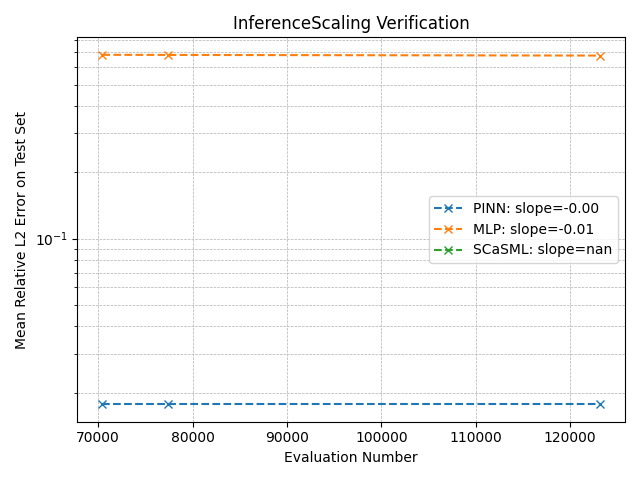 InferenceScaling Verification
Mean Relative L2 Error on Test Set
10⁻¹
PINN: slope=-0.00
MLP: slope=-0.01
SCaSML: slope=nan
70000 80000 90000 100000 110000 120000
Evaluation Number